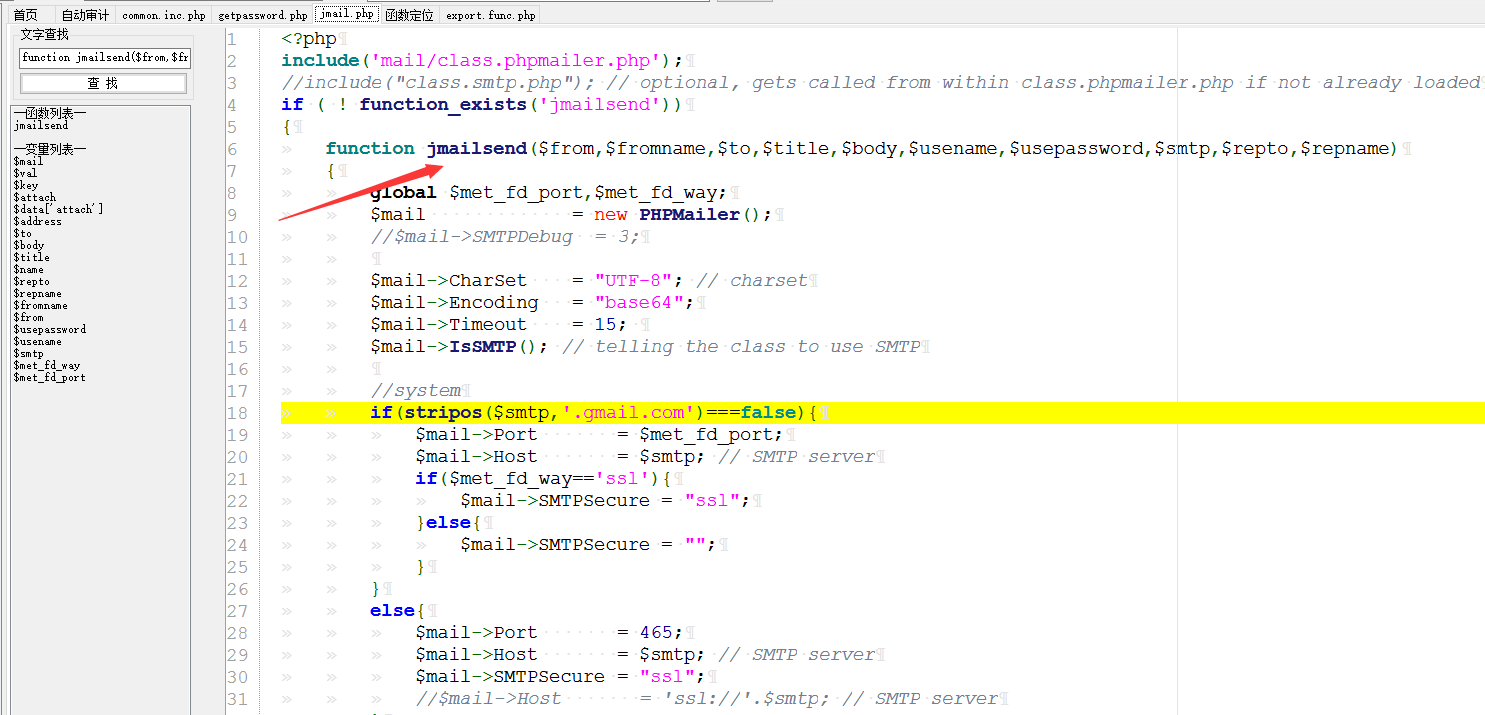 首页 自动审计 common.inc.php getpassword.php jmail.php 函数定位 export.func.php
文字查找
function jmailsend($from,$fr
查 找
—函数列表—
jmailsend
—变量列表—
$mail
$val
$key
$attach
$data['attach']
$address
$to
$body
$title
$name
$repto
$repname
$fromname
$from
$usepassword
$usename
$smtp
$met_fd_way
$met_fd_port
1 <?php
2 include('mail/class.phpmailer.php');
3 //include("class.smtp.php"); // optional, gets called from within class.phpmailer.php if not already loaded
4 if ( ! function_exists('jmailsend'))
5 {
6 function jmailsend($from,$fromname,$to,$title,$body,$usename,$usepassword,$smtp,$repto,$repname)
7 {
8 global $met_fd_port,$met_fd_way;
9 $mail = new PHPMailer();
10 //$mail->SMTPDebug = 3;
11
12 $mail->CharSet = "UTF-8"; // charset
13 $mail->Encoding = "base64";
14 $mail->Timeout = 15;
15 $mail->IsSMTP(); // telling the class to use SMTP
16
17 //system
18 if(stripos($smtp,'.gmail.com')===false){
19 $mail->Port = $met_fd_port;
20 $mail->Host = $smtp; // SMTP server
21 if($met_fd_way=='ssl'){
22 $mail->SMTPSecure = "ssl";
23 }else{
24 $mail->SMTPSecure = "";
25 }
26 }
27 else{
28 $mail->Port = 465;
29 $mail->Host = $smtp; // SMTP server
30 $mail->SMTPSecure = "ssl";
31 //$mail->Host = 'ssl://'.$smtp; // SMTP server